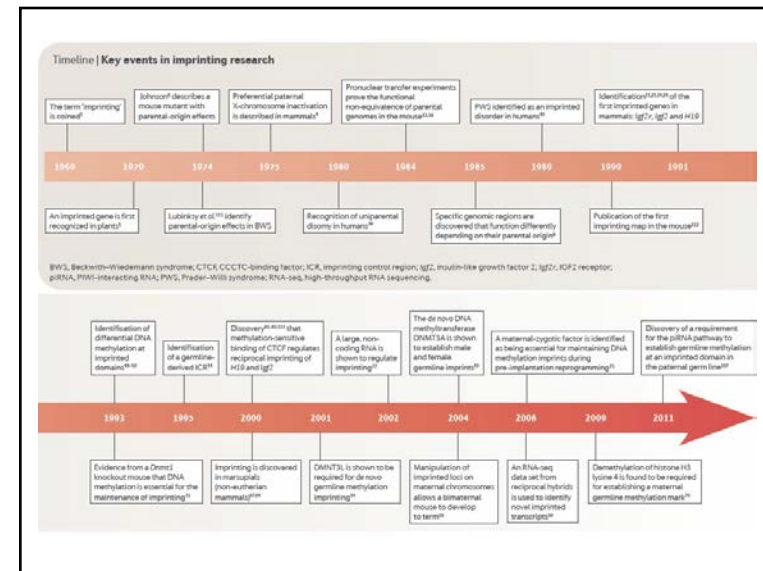 Timeline | Key events in imprinting research
The term 'imprinting'
is coined
Johnson describes a
mouse mutant with
parental-origin effects
Preferential paternal
X-chromosome inactivation
is described in mammals
Pronuclear transfer experiments
prove the functional
non-equivalence of parental
genomes in the mouse
PWS identified as an imprinted
disorder in humans
Identification of the
first imprinted genes in
mammals: Igf2r, Igf2 and H19
1960 1970 1974 1975 1980 1984 1985 1989 1990 1991
An imprinted gene is first
recognized in plants
Lubinksy et al. identify
parental-origin effects in BWS
Recognition of uniparental
disomy in humans
Specific genomic regions are
discovered that function differently
depending on their parental origin
Publication of the first
imprinting map in the mouse
BWS, Beckwith–Wiedemann syndrome; CTCF, CCCTC-binding factor; ICR, imprinting control region; Igf2, insulin-like growth factor 2; Igf2r, IGF2 receptor;
piRNA, PIWI-interacting RNA; PWS, Prader–Willi syndrome; RNA-seq, high-throughput RNA sequencing.
Identification of
differential DNA
methylation at
imprinted
domains
Identification
of a germline-
derived ICR
Discovery that
methylation-sensitive
binding of CTCF regulates
reciprocal imprinting of
H19 and Igf2
A large, non-
coding RNA is
shown to regulate
imprinting
The de novo DNA
methyltransferase
DNMT3A is shown
to establish male
and female
germline imprints
A maternal-zygotic factor is identified
as being essential for maintaining DNA
methylation imprints during
pre-implantation reprogramming
Discovery of a requirement
for the piRNA pathway to
establish germline methylation
at an imprinted domain in
the paternal germ line
1993 1995 2000 2001 2002 2004 2008 2009 2011
Evidence from a Dnmt1
knockout mouse that DNA
methylation is essential for the
maintenance of imprinting
Imprinting is discovered
in marsupials
(non-eutherian
mammals)
DMNT3L is shown to be
required for de novo
germline methylation
imprinting
Manipulation of
imprinted loci on
maternal chromosomes
allows a bimaternal
mouse to develop
to term
An RNA-seq
data set from
reciprocal hybrids
is used to identify
novel imprinted
transcripts
Demethylation of histone H3
lysine 4 is found to be required
for establishing a maternal
germline methylation mark